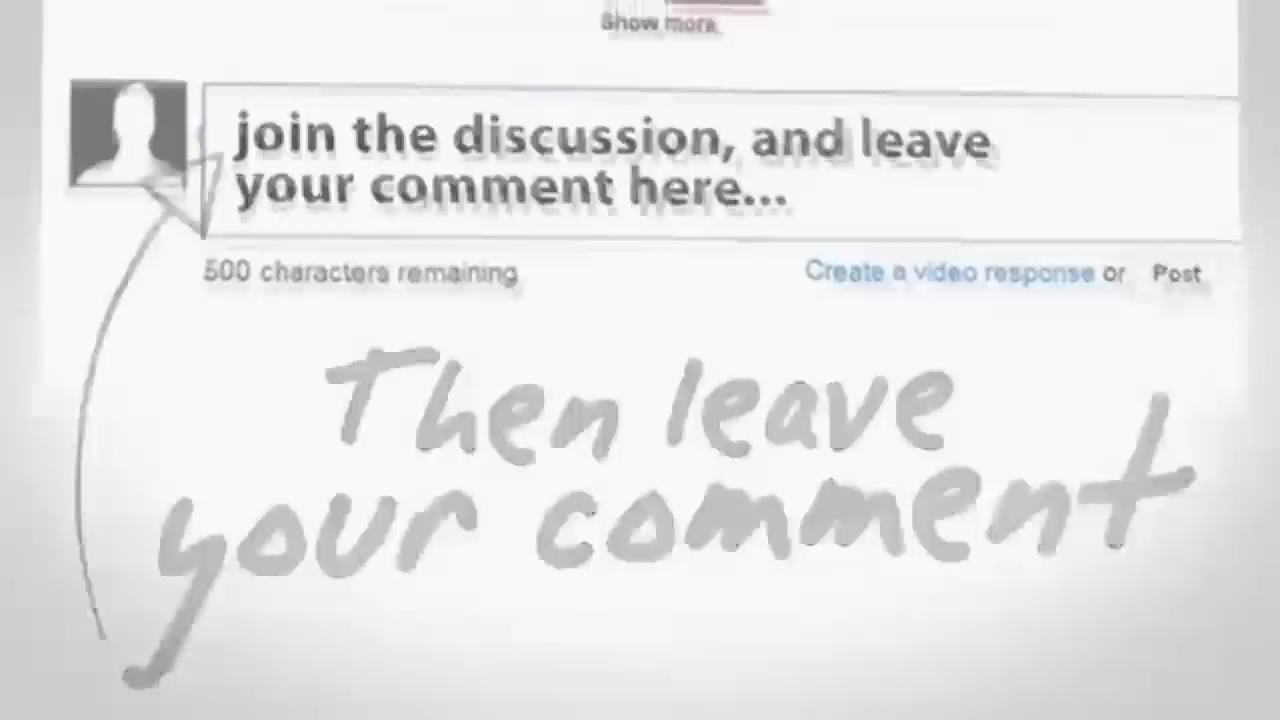 Show more
join the discussion, and leave
your comment here...
500 characters remaining
Create a video response or Post
Then leave
your comment